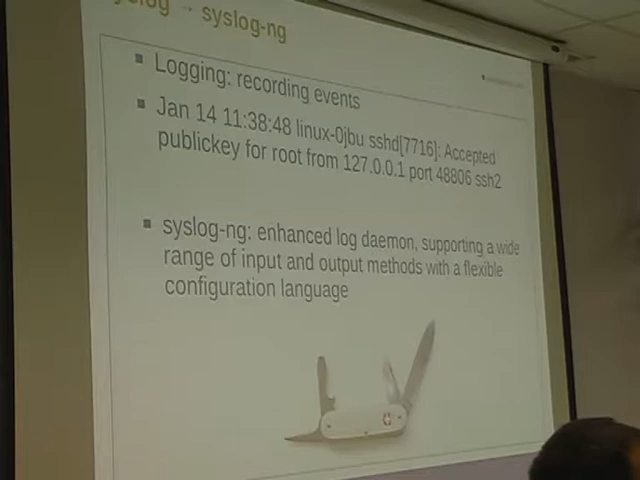 syslog → syslog-ng
Logging: recording events
Jan 14 11:38:48 linux-0jbu sshd[7716]: Accepted
publickey for root from 127.0.0.1 port 48806 ssh2
syslog-ng: enhanced log daemon, supporting a wide
range of input and output methods with a flexible
configuration language